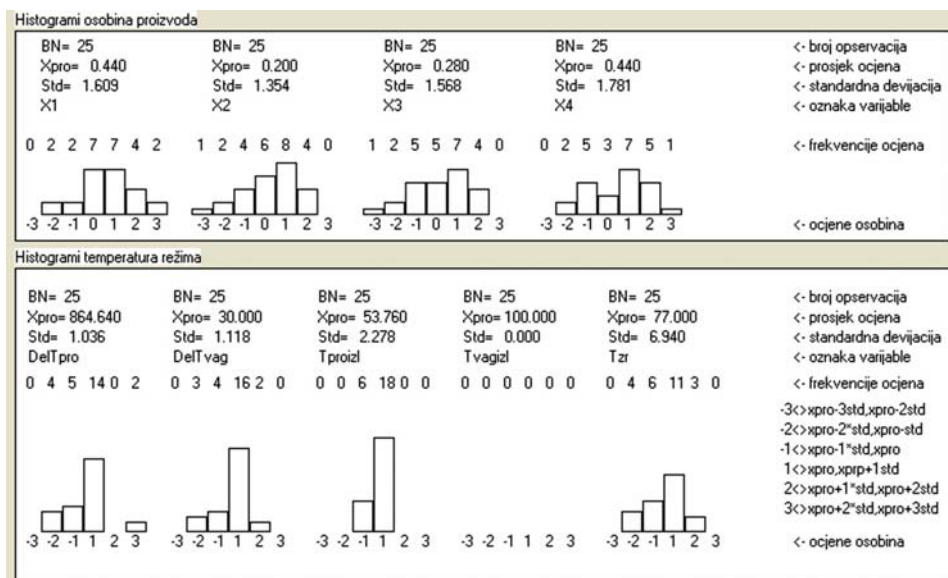 Histogrami osobina proizvoda
BN= 25 BN= 25 BN= 25 BN= 25 <- broj opservacija
Xpro= 0.440 Xpro= 0.200 Xpro= 0.280 Xpro= 0.440 <- prosjek ocjena
Std= 1.609 Std= 1.354 Std= 1.568 Std= 1.781 <- standardna devijacija
X1 X2 X3 X4 <- oznaka varijable
0 2 2 7 7 4 2 1 2 4 6 8 4 0 1 2 5 5 7 4 0 0 2 5 3 7 5 1 <- frekvencije ocjena
-3 -2 -1 0 1 2 3 -3 -2 -1 0 1 2 3 -3 -2 -1 0 1 2 3 -3 -2 -1 0 1 2 3 <- ocjene osobina
Histogrami temperatura režima
BN= 25 BN= 25 BN= 25 BN= 25 BN= 25 <- broj opservacija
Xpro= 864.640 Xpro= 30.000 Xpro= 53.760 Xpro= 100.000 Xpro= 77.000 <- prosjek ocjena
Std= 1.036 Std= 1.118 Std= 2.278 Std= 0.000 Std= 6.940 <- standardna devijacija
DelTpro DelTvag Tproizl Tvagizl Tzr <- oznaka varijable
0 4 5 14 0 2 0 3 4 16 2 0 0 0 6 18 0 0 0 0 0 0 0 0 0 4 6 11 3 0 <- frekvencije ocjena
-3<>xpro-3std,xpro-2std
-2<>xpro-2*std,xpro-std
-1<>xpro-1*std,xpro
1<>xpro,xprp+1std
2<>xpro+1*std,xpro+2std
3<>xpro+2*std,xpro+3std
-3 -2 -1 1 2 3 -3 -2 -1 1 2 3 -3 -2 -1 1 2 3 -3 -2 -1 1 2 3 -3 -2 -1 1 2 3 <- ocjene osobina